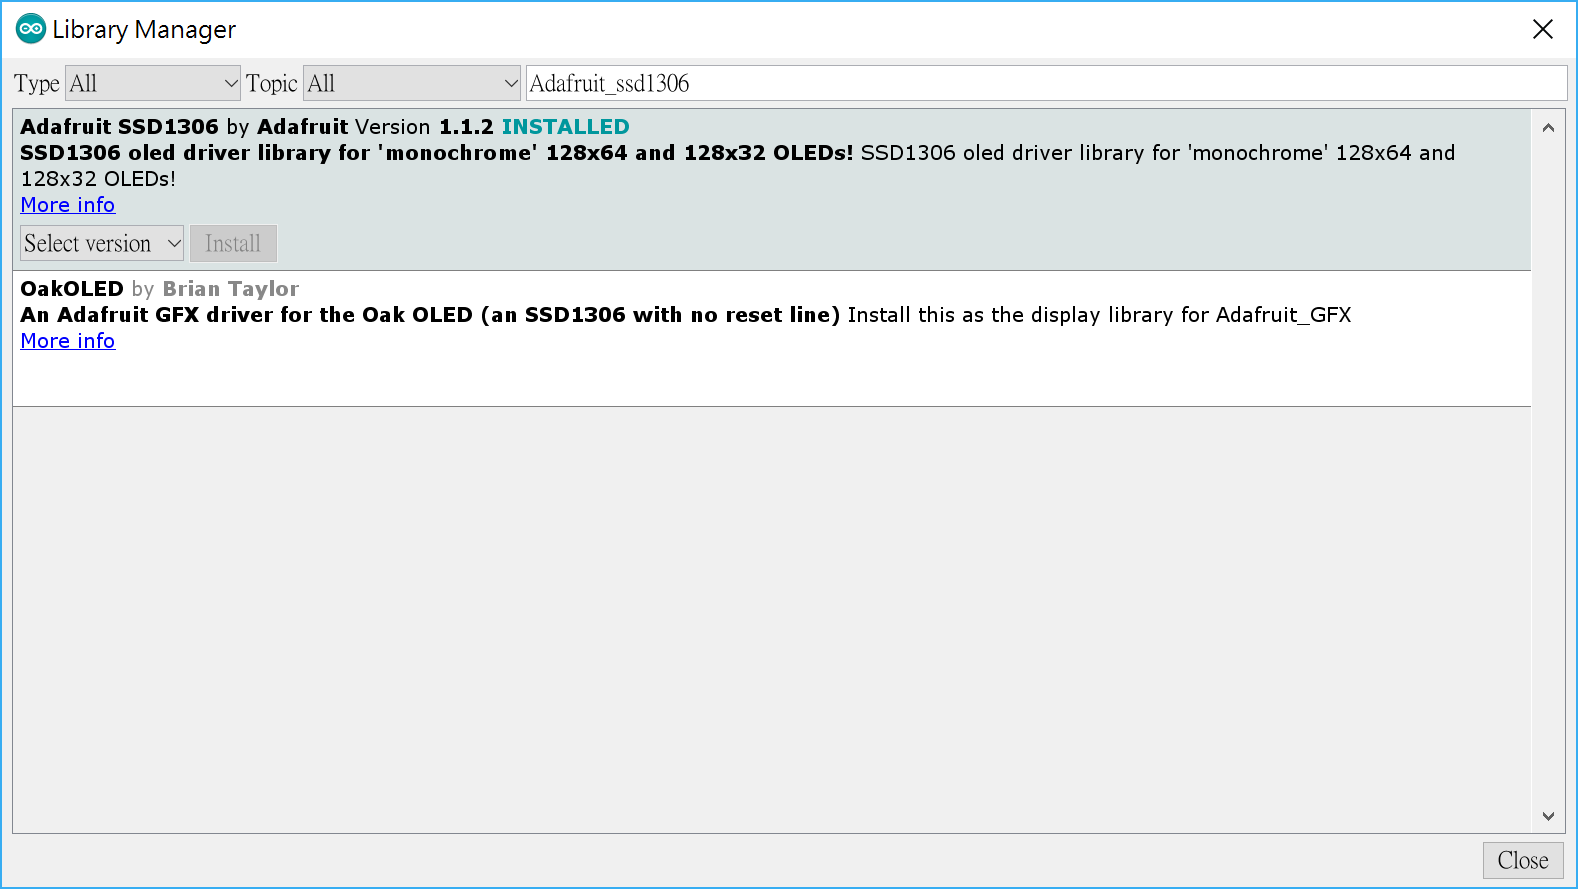 Library Manager
Type All Topic All Adafruit_ssd1306
Adafruit SSD1306 by Adafruit Version 1.1.2 INSTALLED
SSD1306 oled driver library for 'monochrome' 128x64 and 128x32 OLEDs! SSD1306 oled driver library for 'monochrome' 128x64 and
128x32 OLEDs!
More info
Select version Install
OakOLED by Brian Taylor
An Adafruit GFX driver for the Oak OLED (an SSD1306 with no reset line) Install this as the display library for Adafruit_GFX
More info
Close